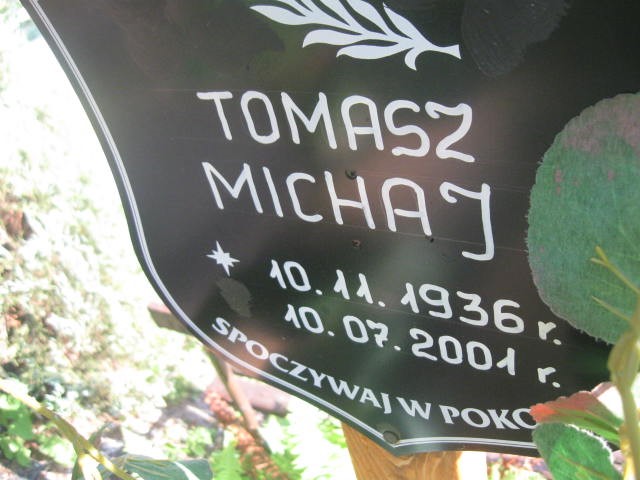 TOMASZ
MICHAJ
10.11.1936 r.
10.07.2001 r.
SPOCZYWAJ W POKO